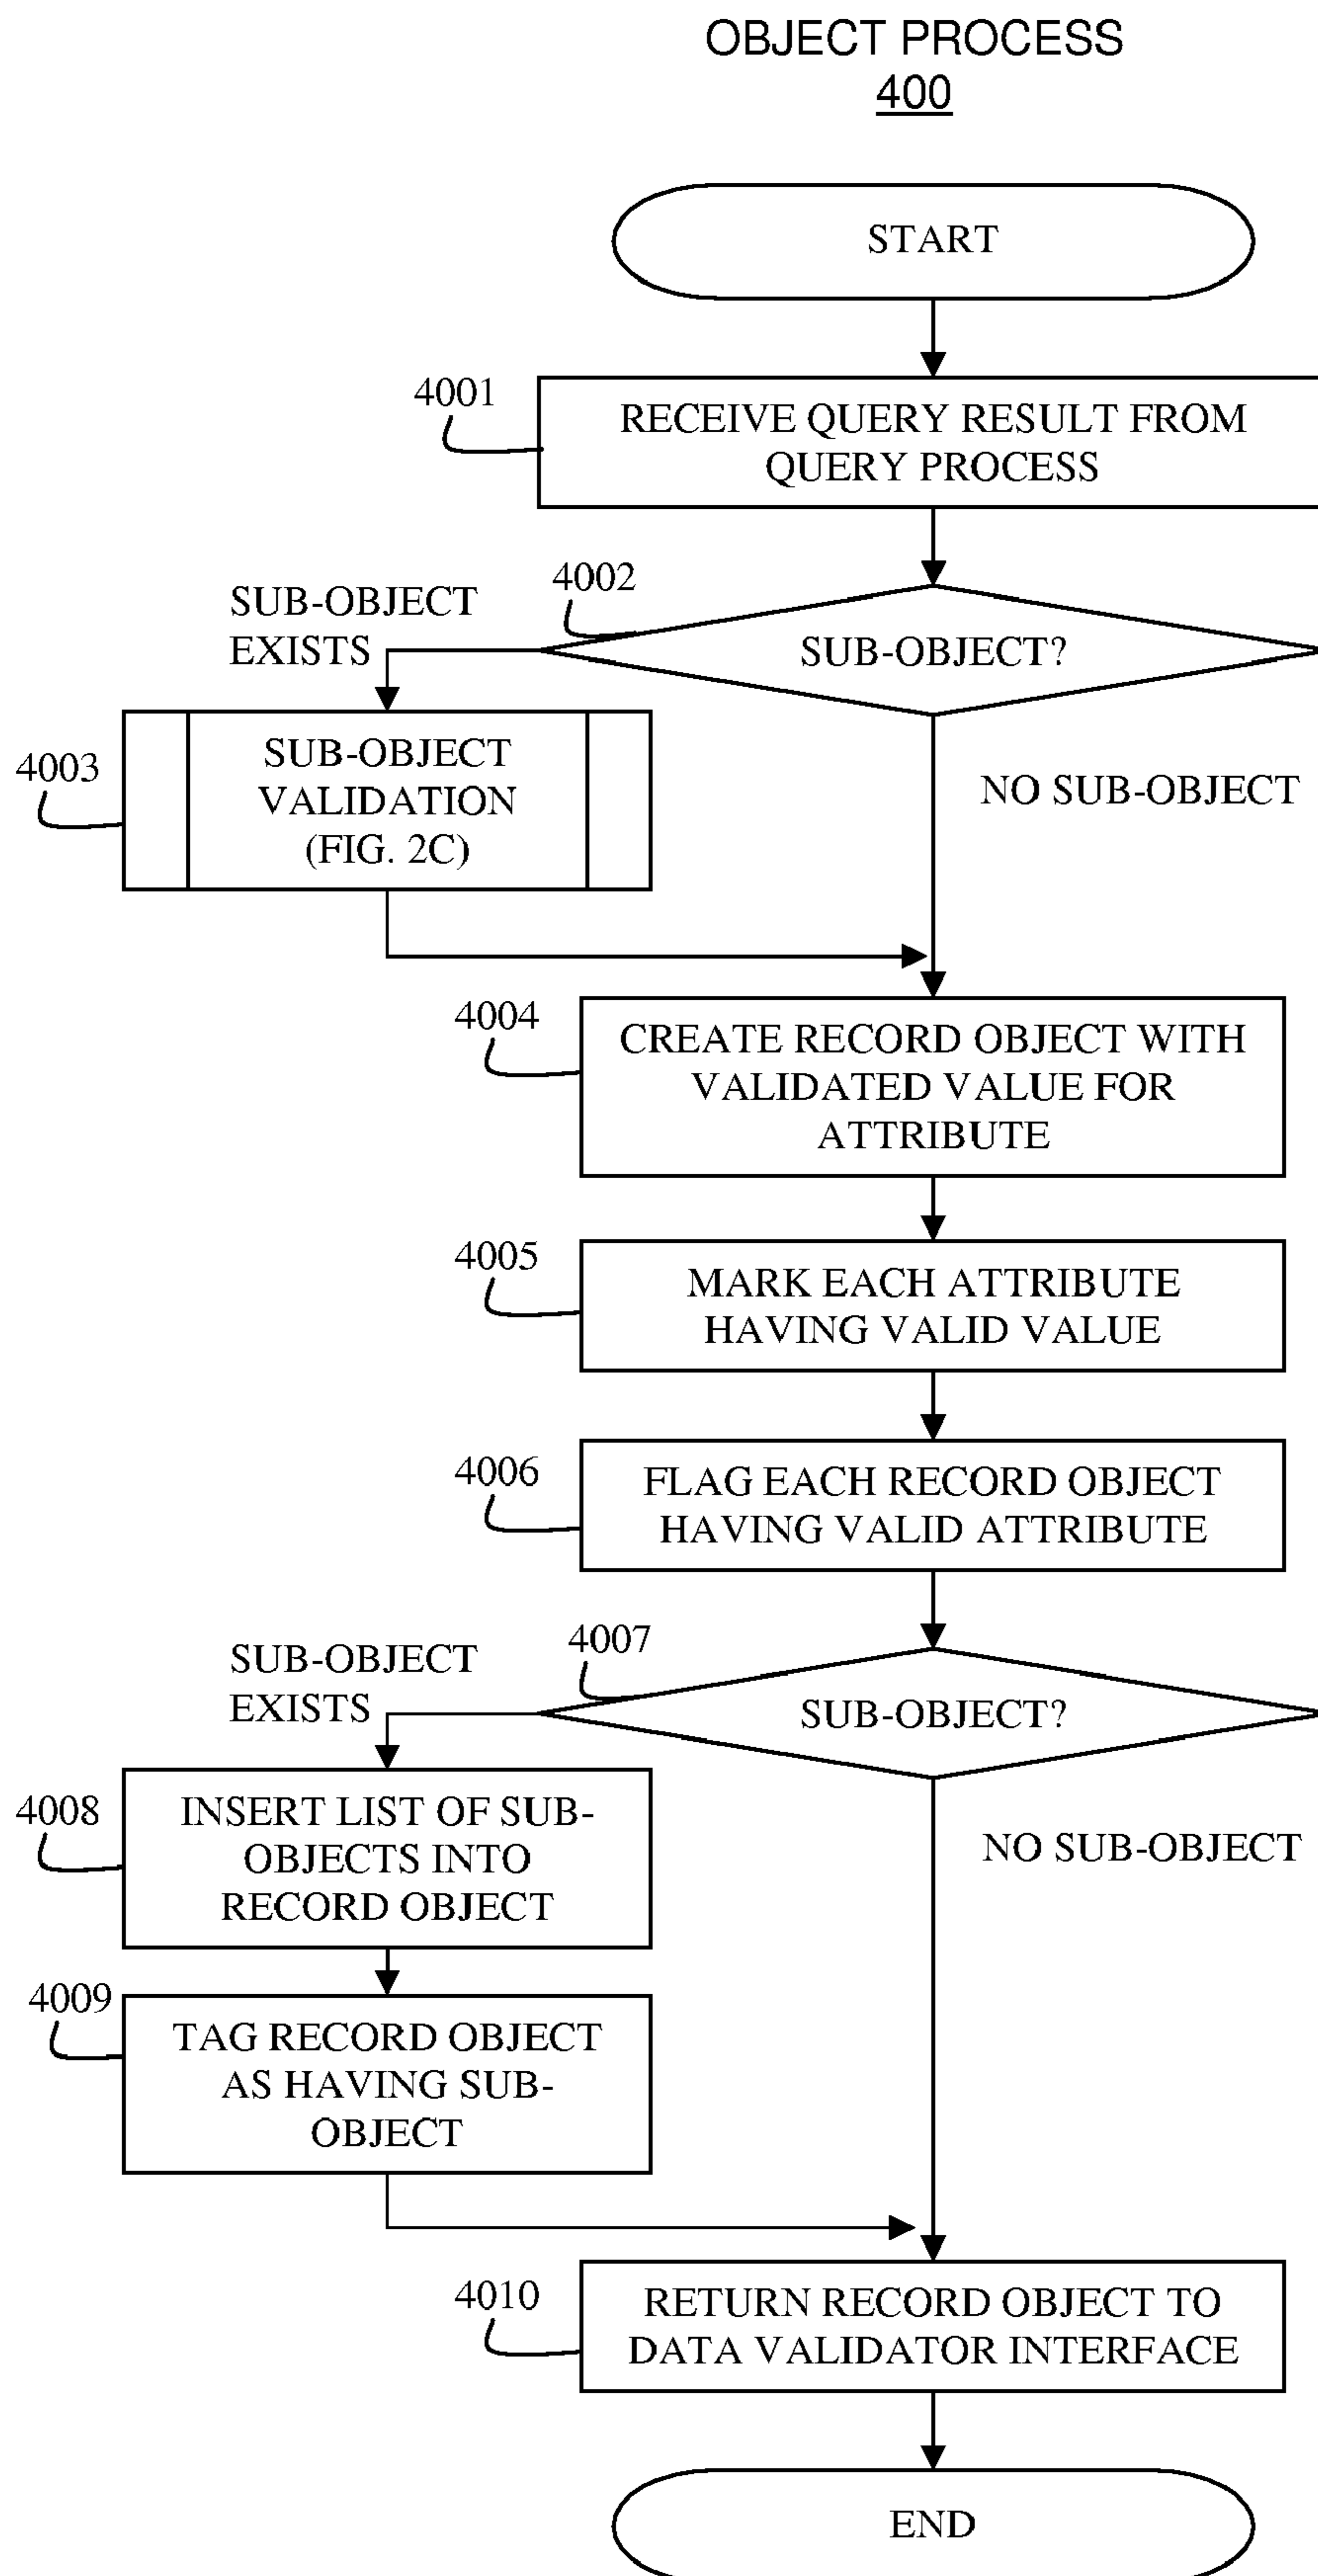 OBJECT PROCESS
400
START
4001
RECEIVE QUERY RESULT FROM
QUERY PROCESS
4002
SUB-OBJECT
EXISTS
SUB-OBJECT?
4003
SUB-OBJECT
VALIDATION
(FIG. 2C)
NO SUB-OBJECT
4004
CREATE RECORD OBJECT WITH
VALIDATED VALUE FOR
ATTRIBUTE
4005
MARK EACH ATTRIBUTE
HAVING VALID VALUE
4006
FLAG EACH RECORD OBJECT
HAVING VALID ATTRIBUTE
4007
SUB-OBJECT
EXISTS
SUB-OBJECT?
4008
INSERT LIST OF SUB-
OBJECTS INTO
RECORD OBJECT
NO SUB-OBJECT
4009
TAG RECORD OBJECT
AS HAVING SUB-
OBJECT
4010
RETURN RECORD OBJECT TO
DATA VALIDATOR INTERFACE
END